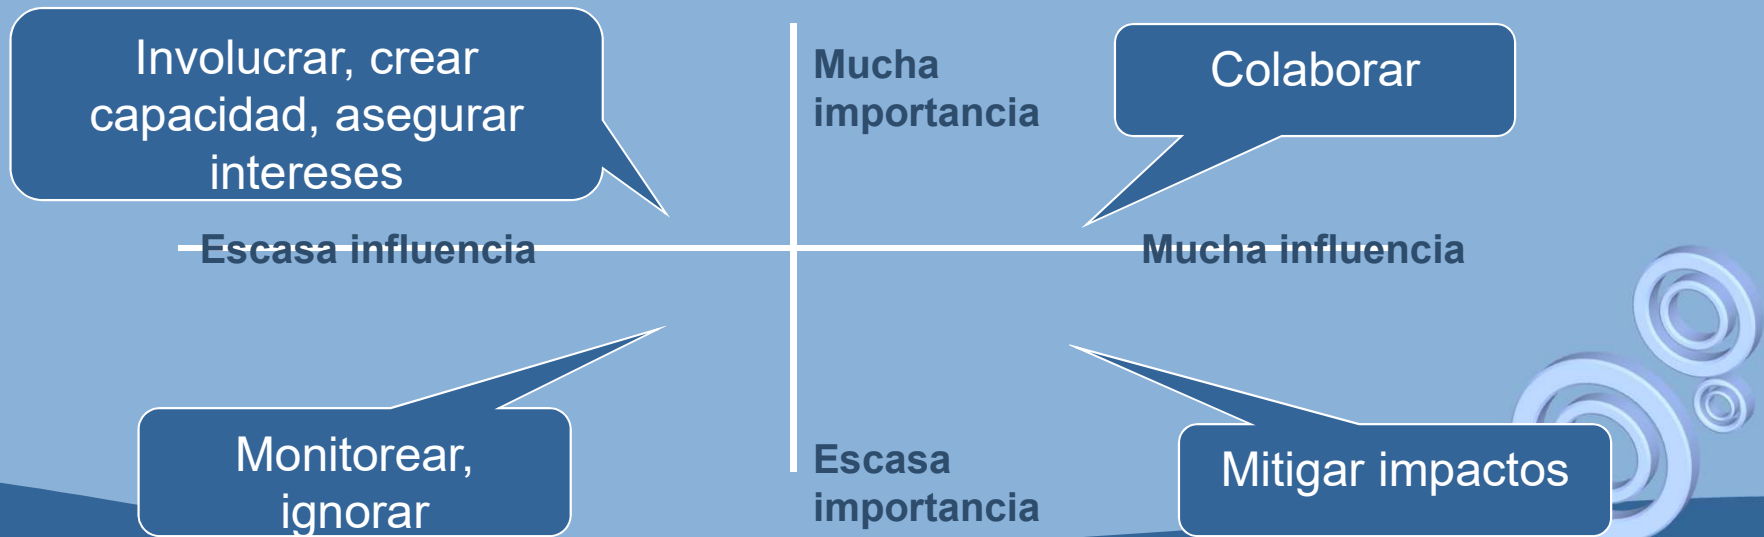 Involucrar, crear
capacidad, asegurar
intereses
Mucha
importancia
Colaborar
Escasa influencia
Mucha influencia
Monitorear,
ignorar
Escasa
importancia
Mitigar impactos